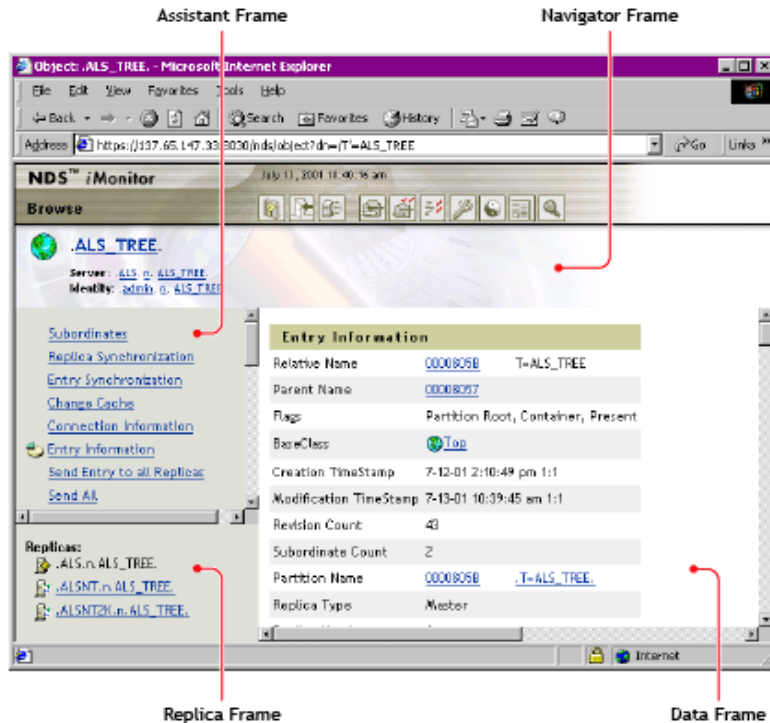 Assistant Frame
Navigator Frame
Object: .ALS_TREE. - Microsoft Internet Explorer
File Edit View Favorites Tools Help
Back Search Favorites History
Address https://137.65.147.33:8030/nds/object?dn=/T=ALS_TREE Go Links
NDS™ iMonitor
July 13, 2001 11:40:16 am
Browse
.ALS_TREE.
Server: .ALS.n.ALS_TREE.
Identity: .admin.n.ALS_TREE
Subordinates
Replica Synchronization
Entry Synchronization
Change Cache
Connection Information
Entry Information
Send Entry to all Replicas
Send All
Replicas:
.ALS.n.ALS_TREE.
.ALSNT.n.ALS_TREE.
.ALSNT2K.n.ALS_TREE.
Entry Information
Relative Name 0000805B T=ALS_TREE
Parent Name 00008057
Flags Partition Root, Container, Present
BaseClass Top
Creation TimeStamp 7-12-01 2:10:49 pm 1:1
Modification TimeStamp 7-13-01 10:39:45 am 1:1
Revision Count 43
Subordinate Count 2
Partition Name 0000805B .T=ALS_TREE.
Replica Type Master
Internet
Replica Frame
Data Frame